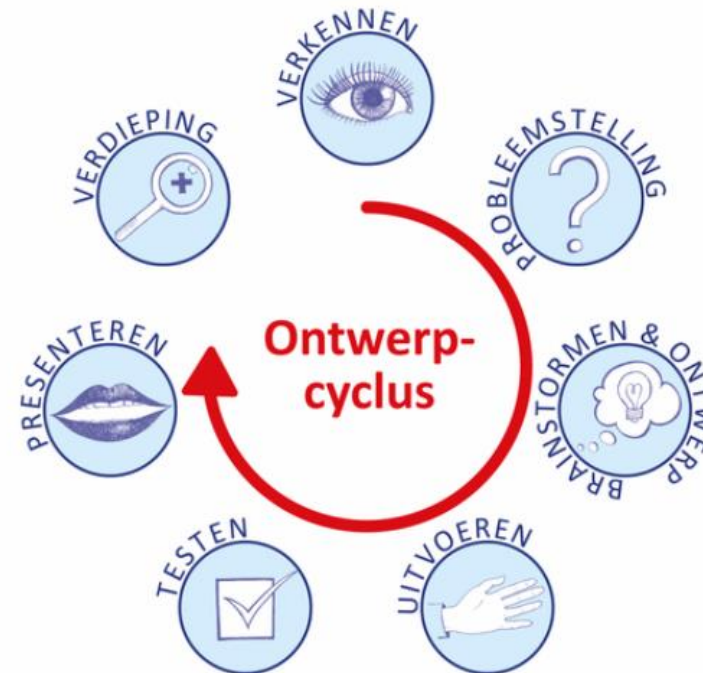 VERKENNEN
PROBLEEMSTELLING
BRAINSTORMEN & ONTWERP
UITVOEREN
TESTEN
PRESENTEREN
VERDIEPING
Ontwerp-
cyclus